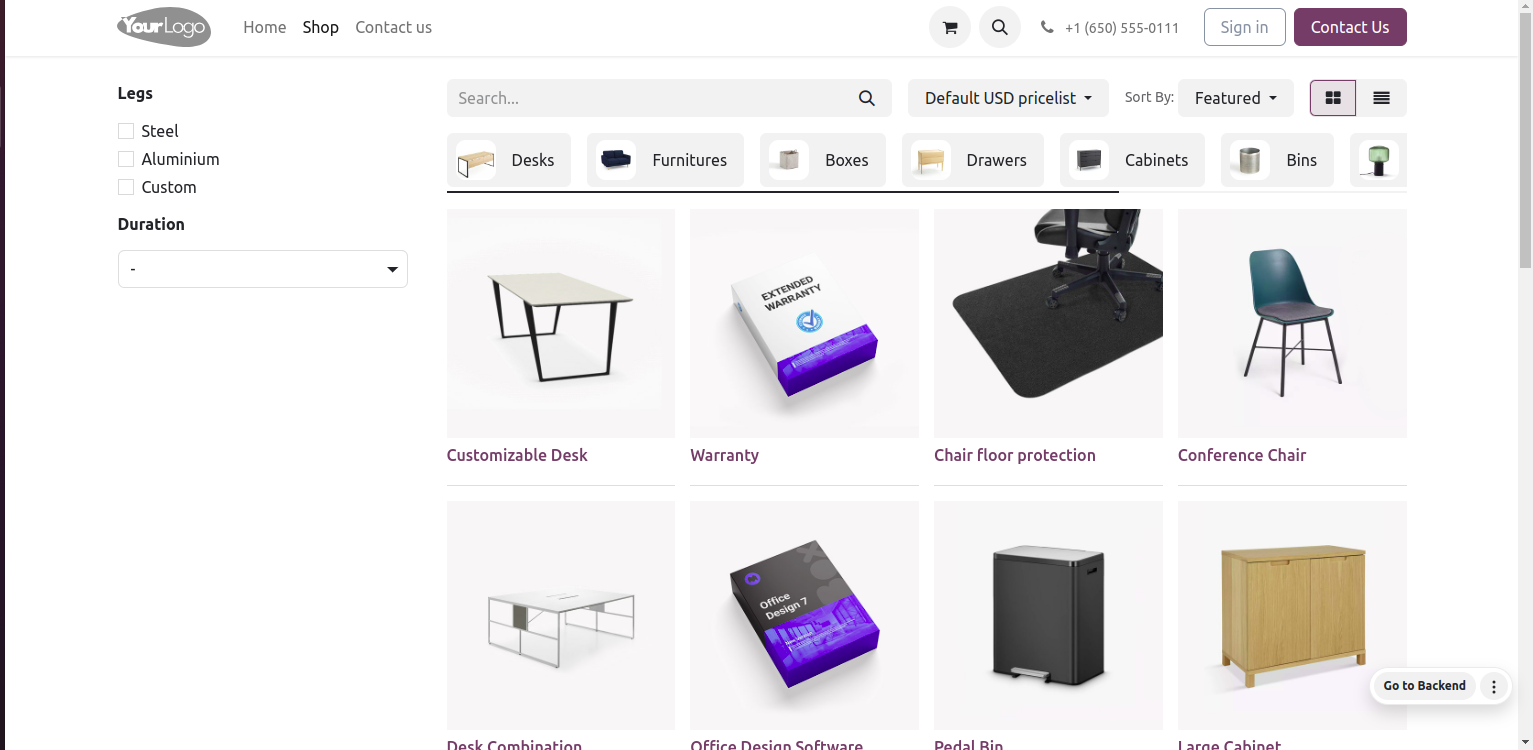 YourLogo
Home Shop Contact us
+1 (650) 555-0111
Sign in
Contact Us
Legs
Steel
Aluminium
Custom
Duration
-
Search...
Default USD pricelist
Sort By: Featured
Desks
Furnitures
Boxes
Drawers
Cabinets
Bins
EXTENDED
WARRANTY
Customizable Desk
Warranty
Chair floor protection
Conference Chair
Office
Design 7
Go to Backend
Desk Combination
Office Design Software
Pedal Bin
Large Cabinet